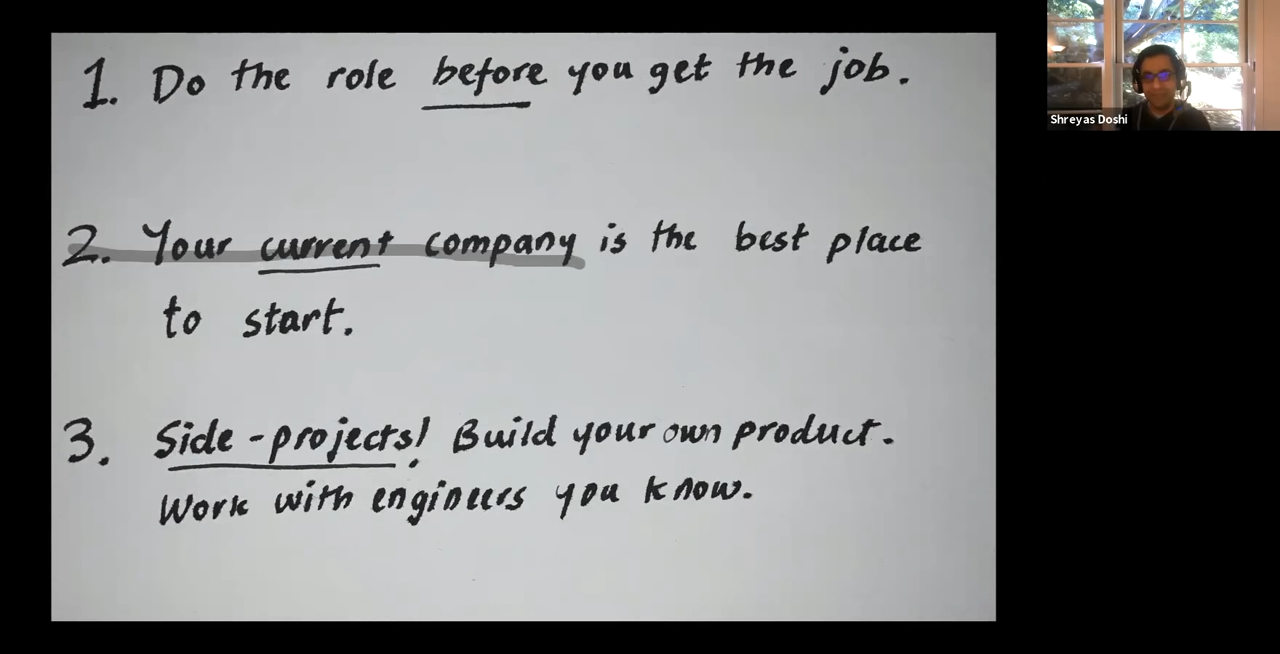 1. Do the role before you get the job.
2. Your current company is the best place
to start.
3. Side-projects! Build your own product.
Work with engineers you know.
Shreyas Doshi